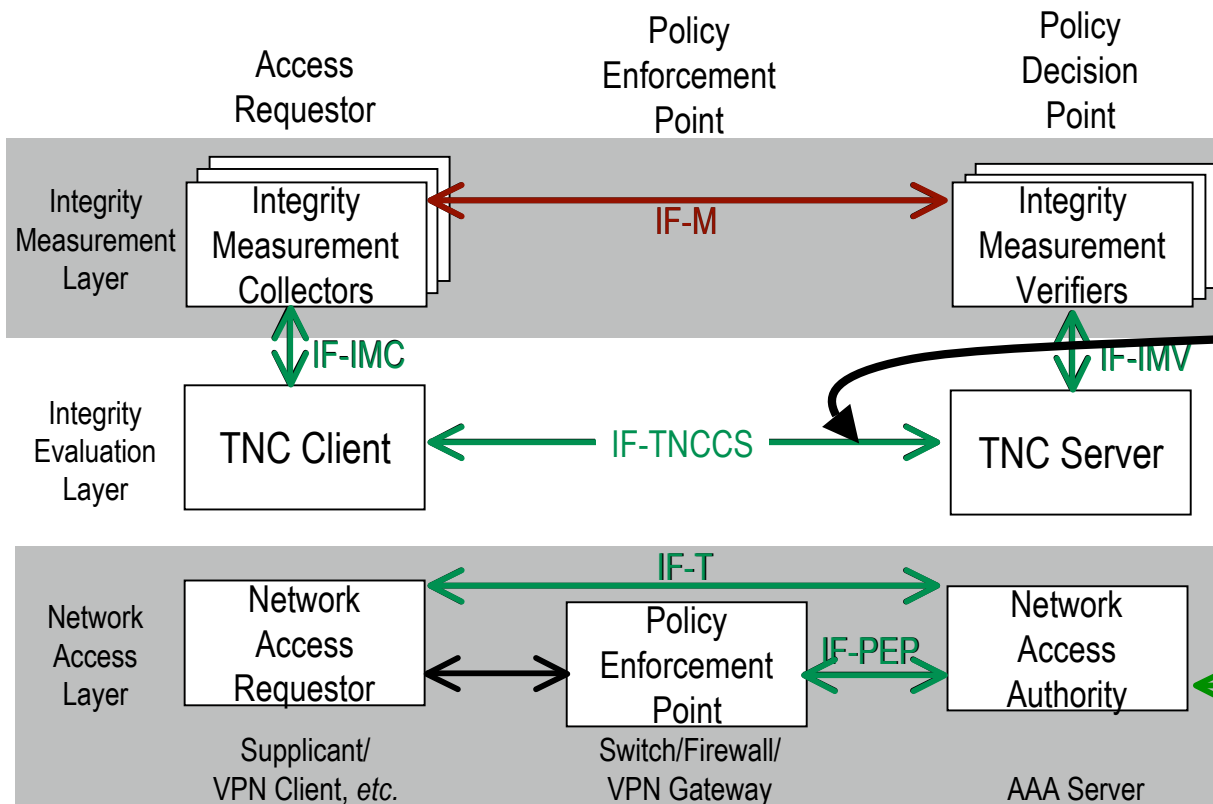 Access
Requestor
Policy
Enforcement
Point
Policy
Decision
Point
Integrity
Measurement
Layer
Integrity
Measurement
Collectors
IF-M
Integrity
Measurement
Verifiers
IF-IMC
IF-IMV
Integrity
Evaluation
Layer
TNC Client
IF-TNCCS
TNC Server
Network
Access
Layer
IF-T
Network
Access
Requestor
Policy
Enforcement
Point
IF-PEP
Network
Access
Authority
Supplicant/
VPN Client, etc.
Switch/Firewall/
VPN Gateway
AAA Server